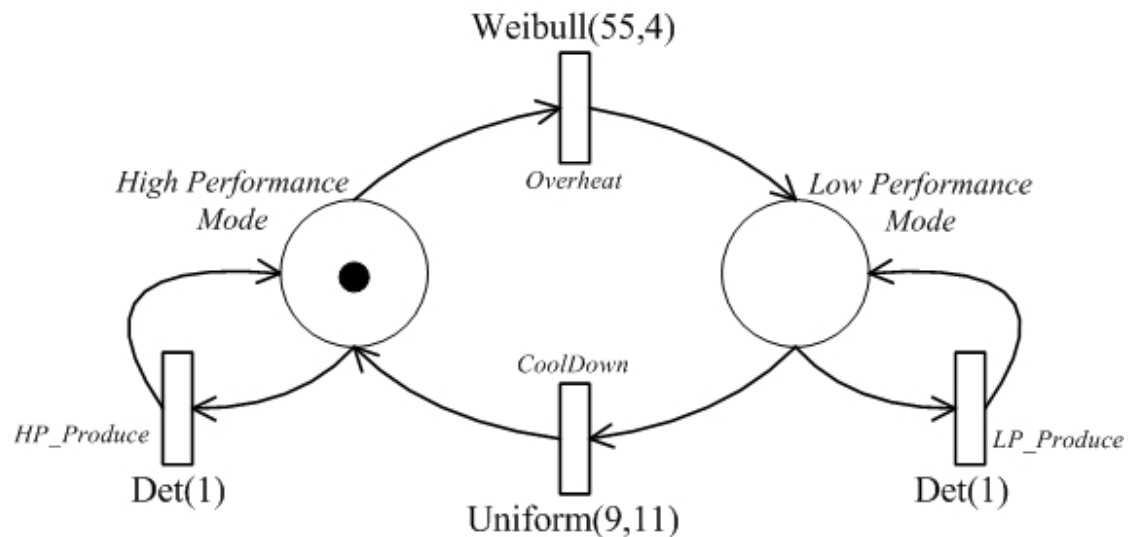 Weibull(55,4)
Overheat
High Performance
Mode
Low Performance
Mode
CoolDown
HP_Produce
LP_Produce
Det(1)
Uniform(9,11)
Det(1)